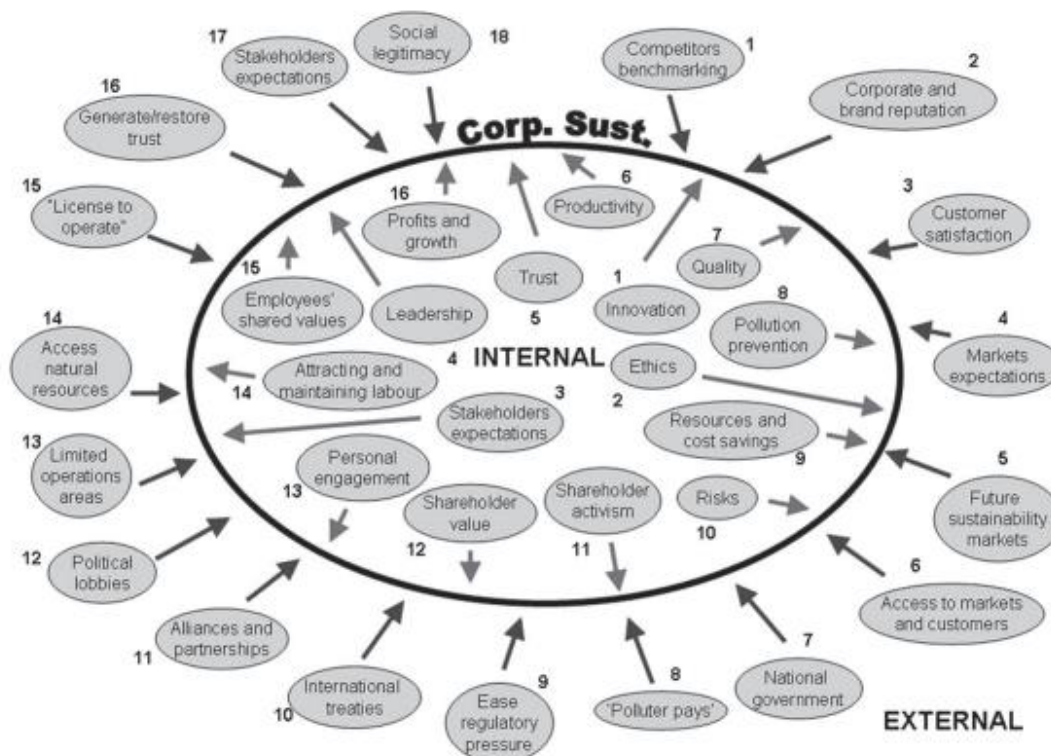 17
Stakeholders
expectations
Social
legitimacy
18
Competitors
benchmarking
1
2
Corporate and
brand reputation
16
Generate/restore
trust
Corp. Sust.
15
"License to
operate"
16
Profits and
growth
6
Productivity
3
Customer
satisfaction
7
Quality
Trust
5
15
Employees'
shared values
Leadership
1
Innovation
8
Pollution
prevention
4
Markets
expectations
14
Access
natural
resources
INTERNAL
4
Attracting and
maintaining labour
14
Ethics
2
3
Stakeholders
expectations
Resources and
cost savings
9
13
Limited
operations
areas
Personal
engagement
13
Shareholder
value
12
Shareholder
activism
11
Risks
10
5
Future
sustainability
markets
12
Political
lobbies
6
Access to markets
and customers
Alliances and
partnerships
11
International
treaties
10
9
Ease
regulatory
pressure
8
'Polluter pays'
7
National
government
EXTERNAL